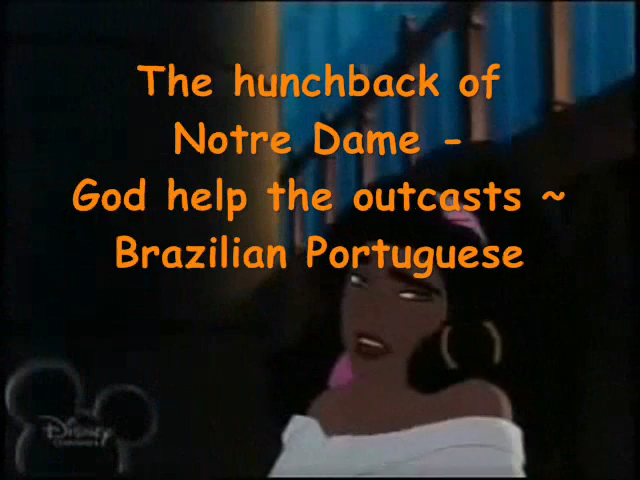 The hunchback of
Notre Dame -
God help the outcasts ~
Brazilian Portuguese
Disney